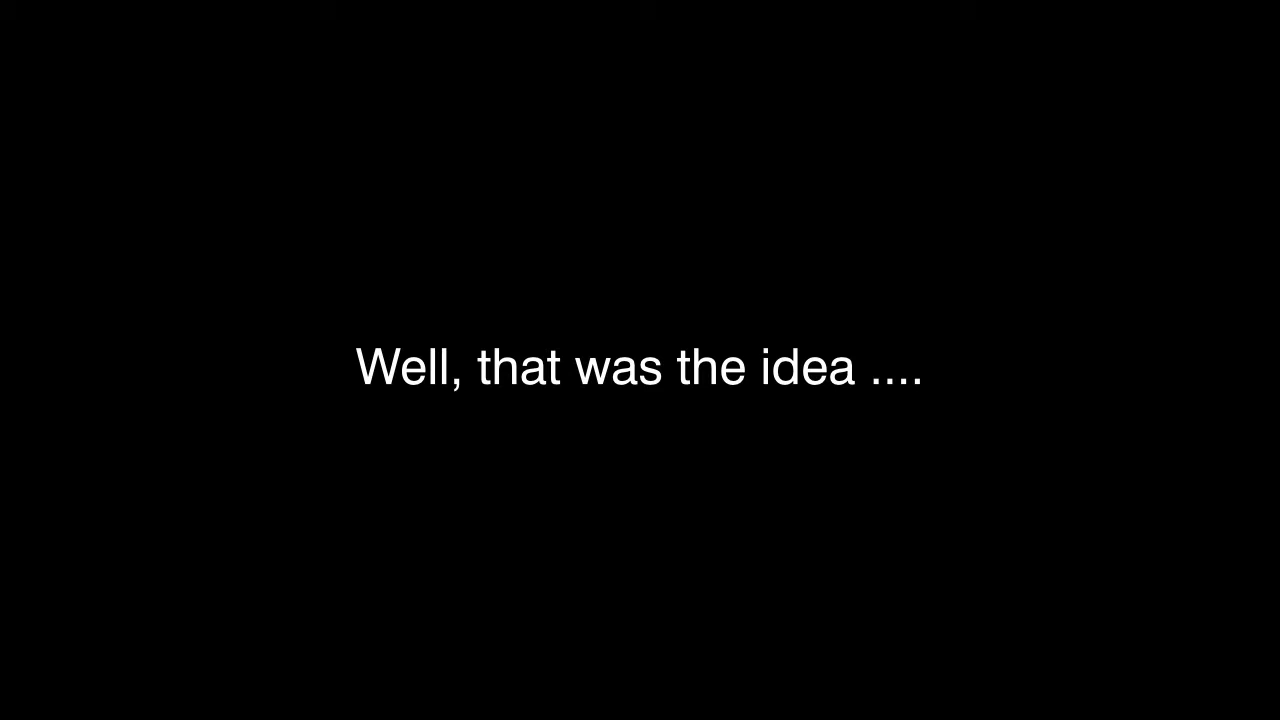 Well, that was the idea ....